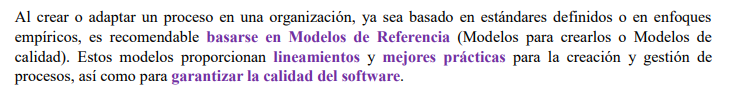 Al crear o adaptar un proceso en una organización, ya sea basado en estándares definidos o en enfoques
empíricos, es recomendable basarse en Modelos de Referencia (Modelos para crearlos o Modelos de
calidad). Estos modelos proporcionan lineamientos y mejores prácticas para la creación y gestión de
procesos, así como para garantizar la calidad del software.